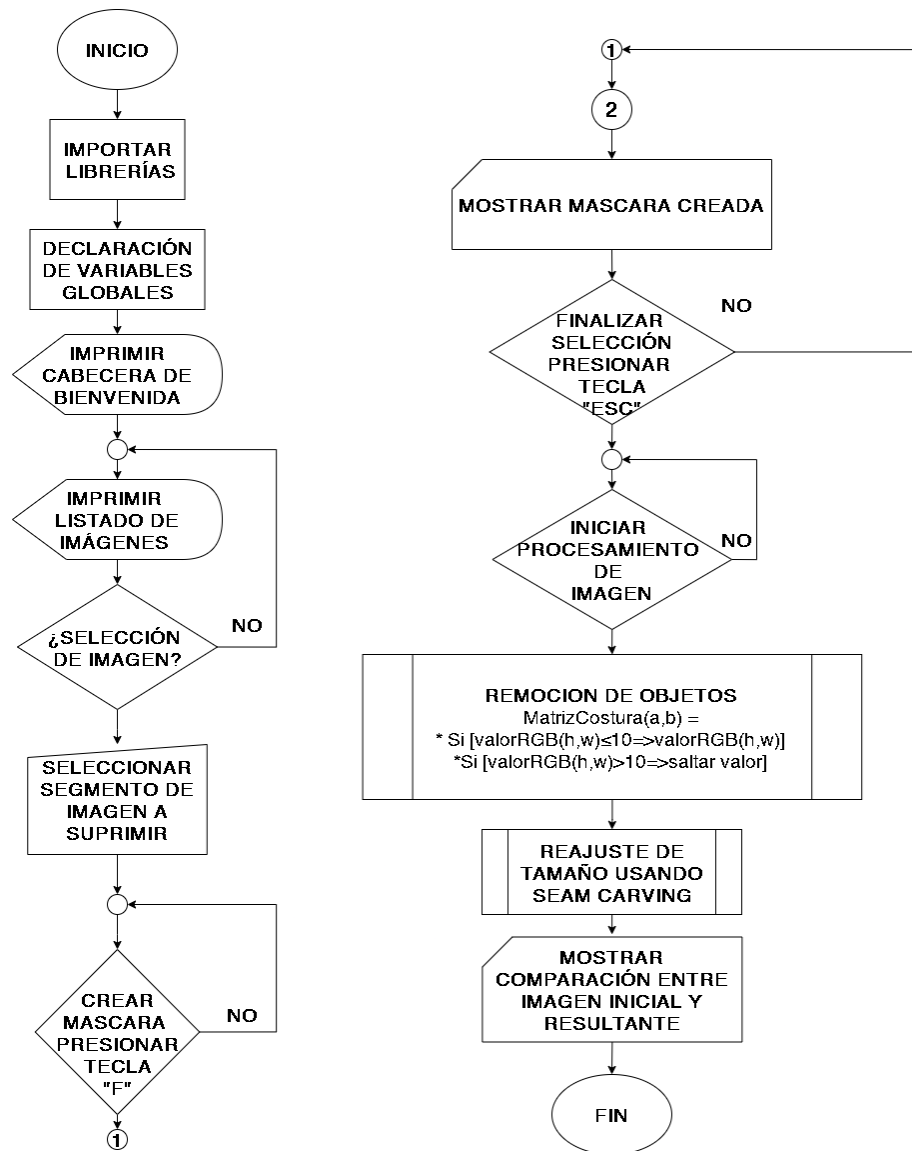 INICIO
IMPORTAR
LIBRERÍAS
DECLARACIÓN
DE VARIABLES
GLOBALES
IMPRIMIR
CABECERA DE
BIENVENIDA
IMPRIMIR
LISTADO DE
IMÁGENES
¿SELECCIÓN
DE IMAGEN?
NO
SELECCIONAR
SEGMENTO DE
IMAGEN A
SUPRIMIR
CREAR
MASCARA
PRESIONAR
TECLA
"F"
NO
1
1
2
MOSTRAR MASCARA CREADA
FINALIZAR
SELECCIÓN
PRESIONAR
TECLA
"ESC"
NO
INICIAR
PROCESAMIENTO
DE
IMAGEN
NO
REMOCION DE OBJETOS
MatrizCostura(a,b) =
* Si [valorRGB(h,w)≤10=>valorRGB(h,w)]
*Si [valorRGB(h,w)>10=>saltar valor]
REAJUSTE DE
TAMAÑO USANDO
SEAM CARVING
MOSTRAR
COMPARACIÓN ENTRE
IMAGEN INICIAL Y
RESULTANTE
FIN